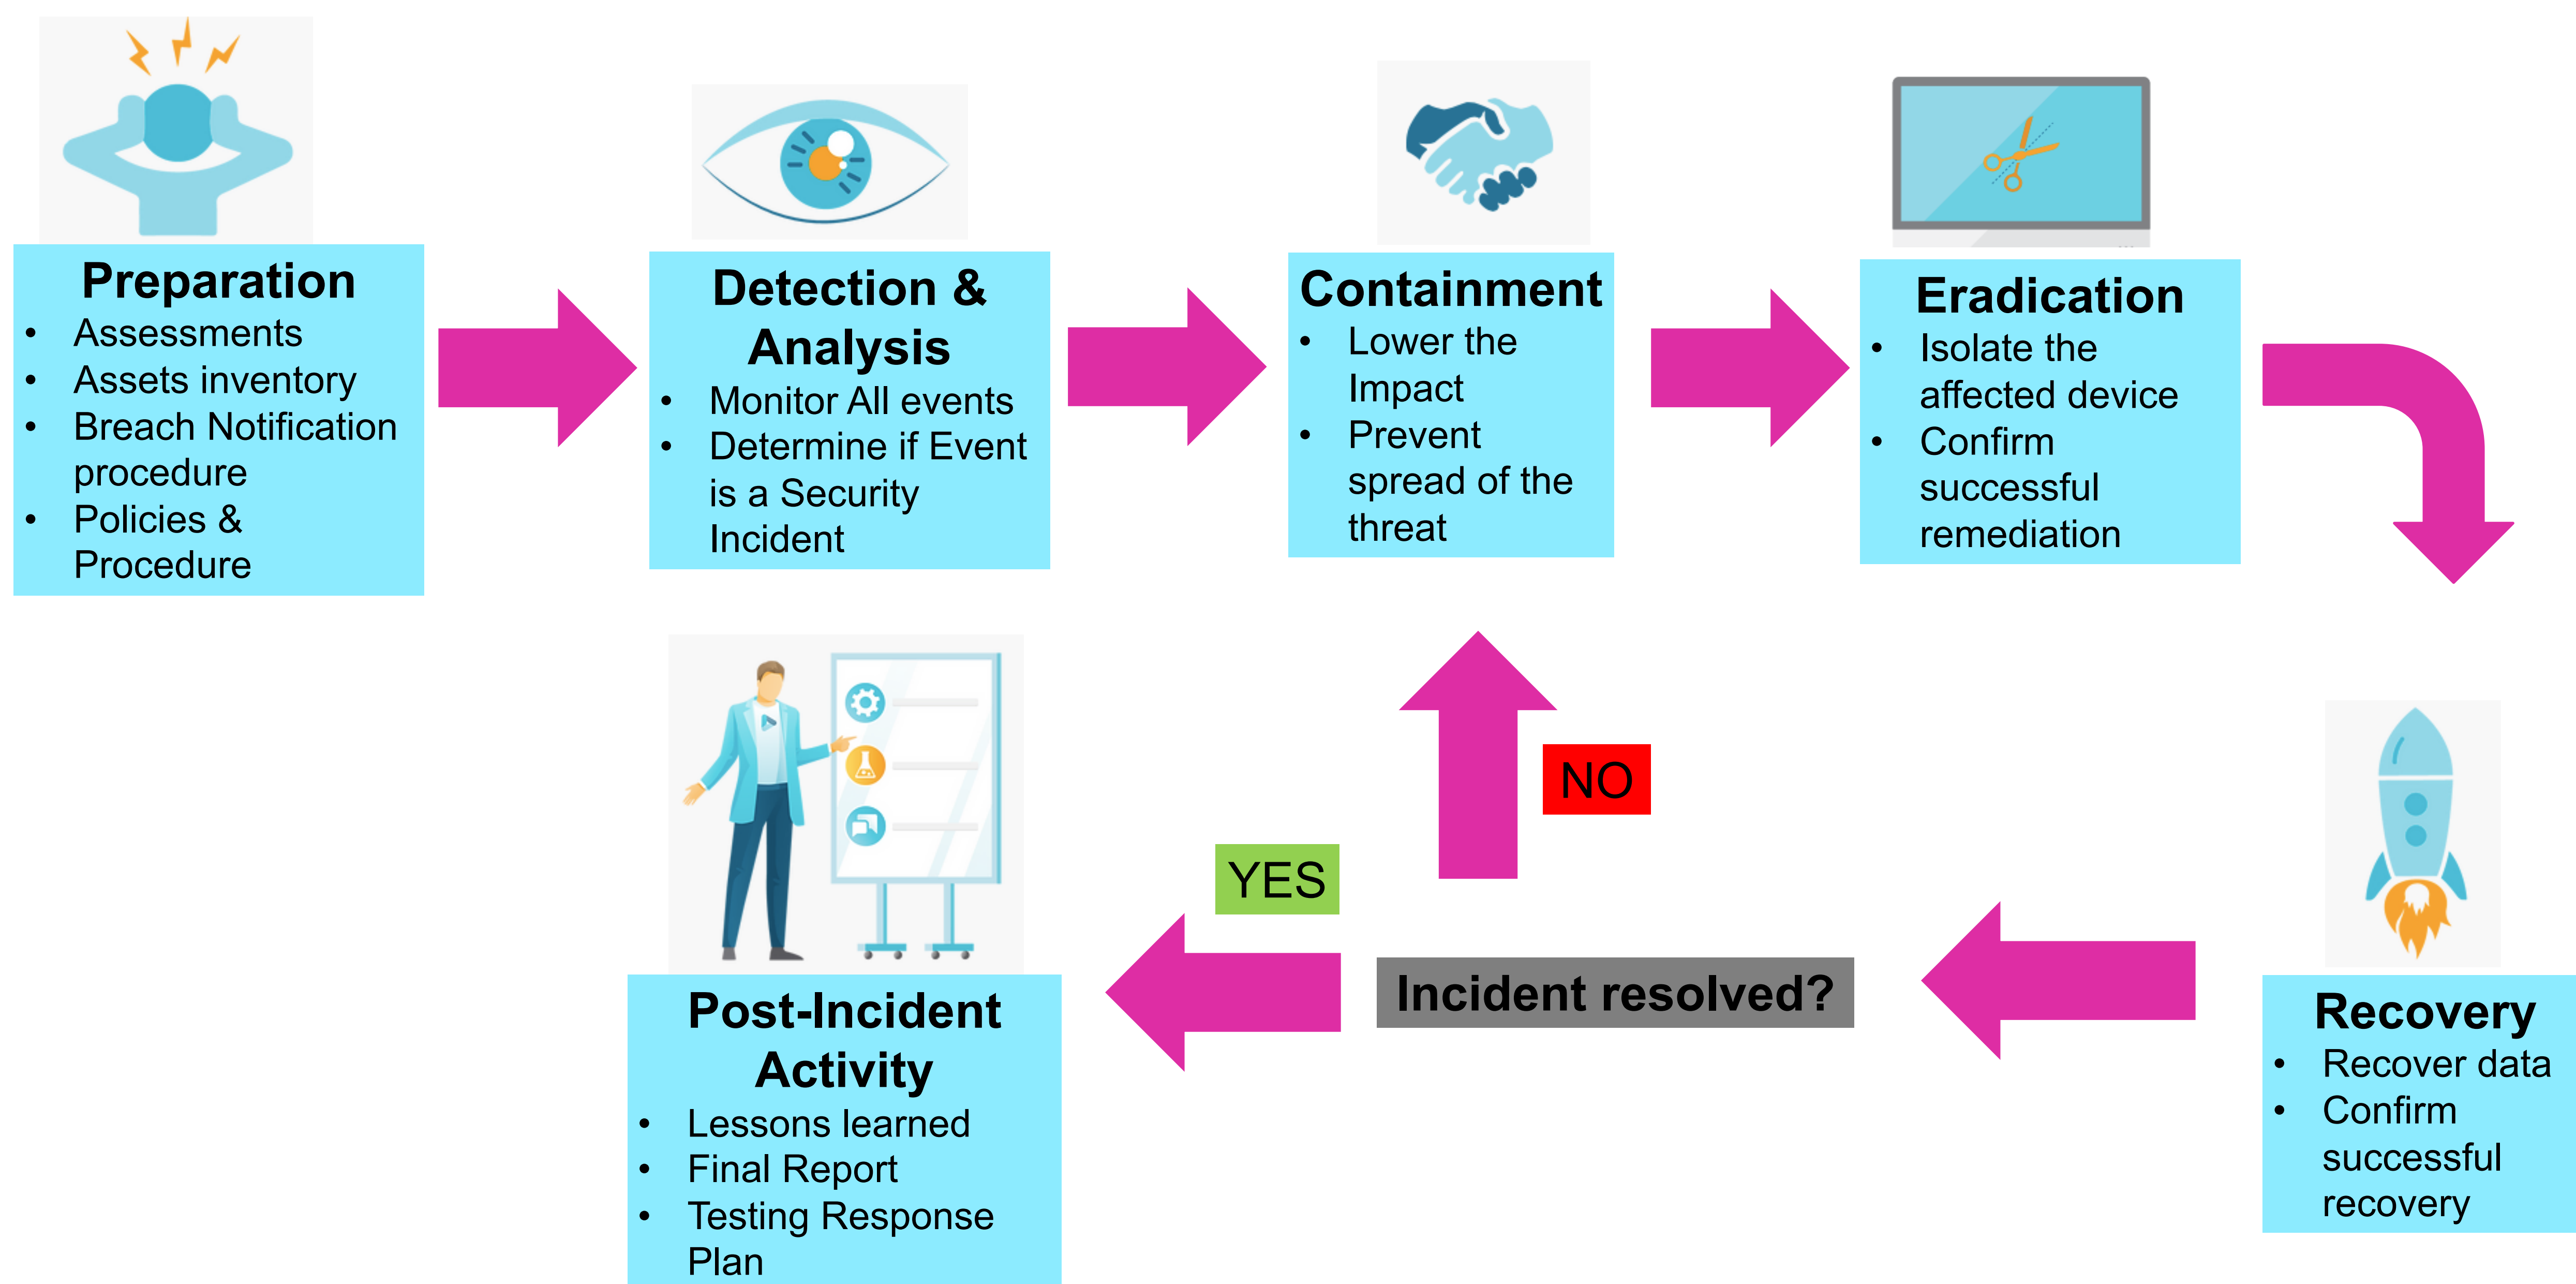 Preparation
• Assessments
• Assets inventory
• Breach Notification
procedure
• Policies &
Procedure
Detection &
Analysis
• Monitor All events
• Determine if Event
is a Security
Incident
Containment
• Lower the
Impact
• Prevent
spread of the
threat
Eradication
• Isolate the
affected device
• Confirm
successful
remediation
Recovery
• Recover data
• Confirm
successful
recovery
Incident resolved?
NO
YES
Post-Incident
Activity
• Lessons learned
• Final Report
• Testing Response
Plan